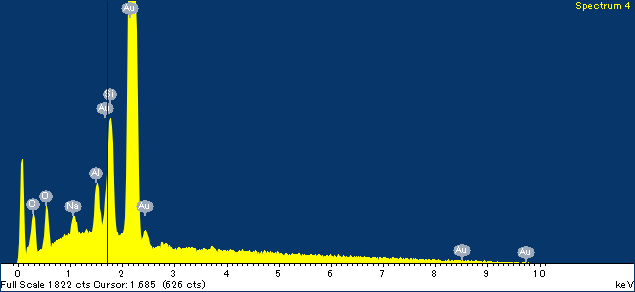 Spectrum 4
Au
Si
Au
Al
C
O
Na
Au
Au
Au
0 1 2 3 4 5 6 7 8 9 10
Full Scale 1822 cts Cursor: 1.685 (626 cts)
keV